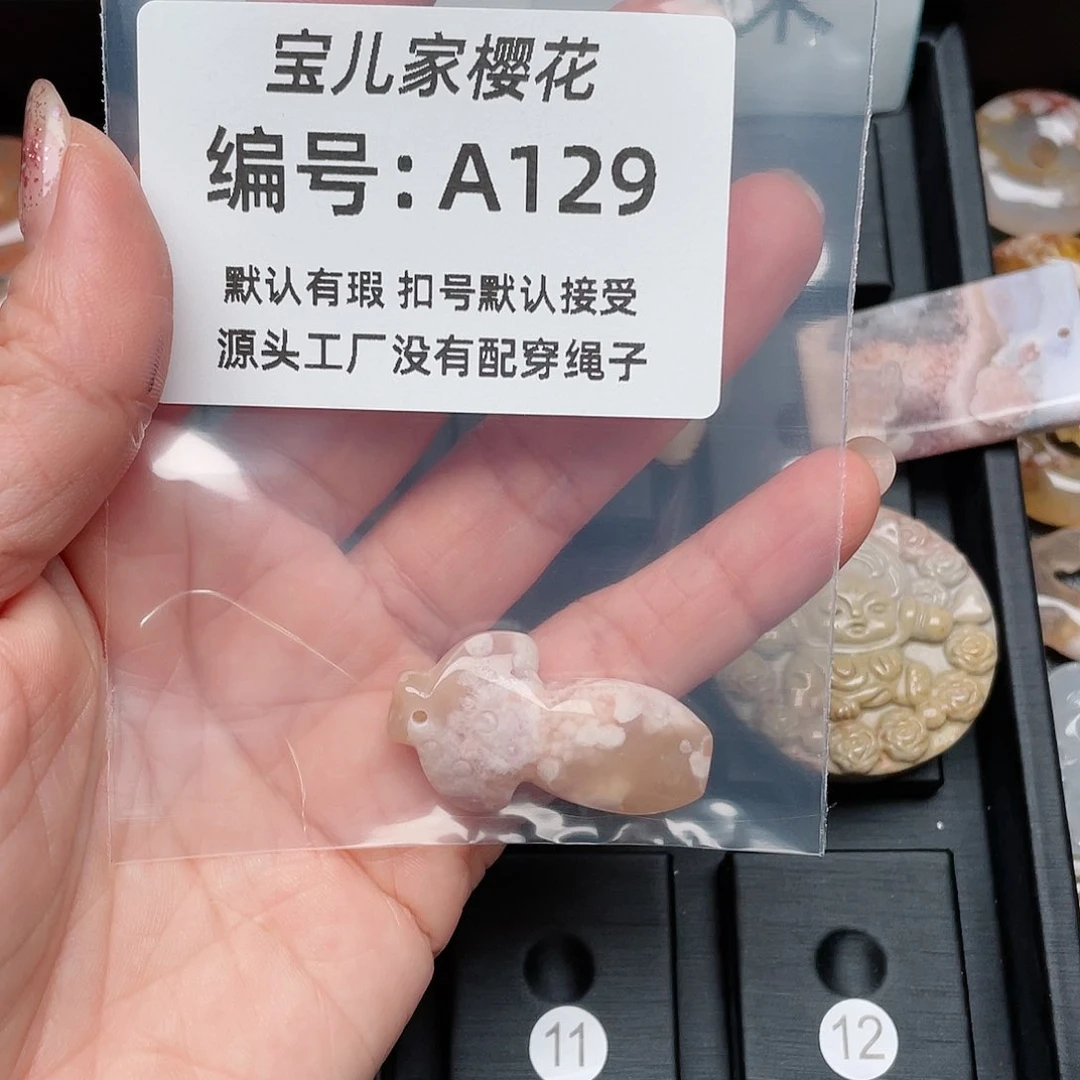 宝儿家樱花
编号：A129
默认有瑕 扣号默认接受
源头工厂没有配穿绳子
11
12